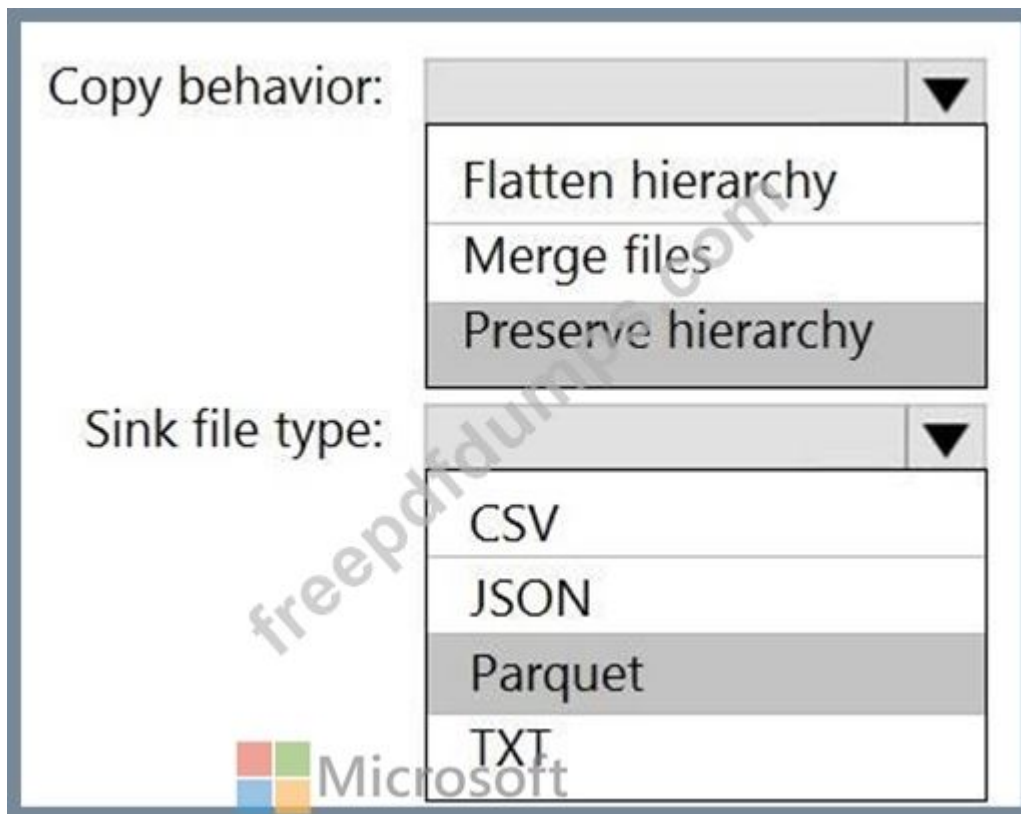 Copy behavior:
Flatten hierarchy
Merge files
Preserve hierarchy
Sink file type:
CSV
JSON
Parquet
TXT
freepdfdumps.com
Microsoft